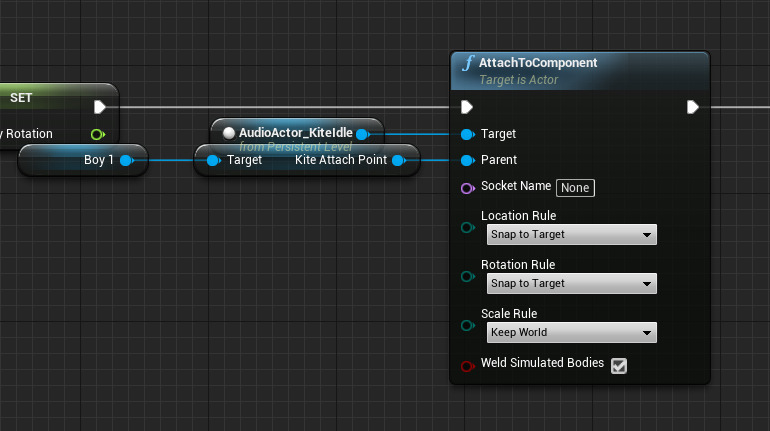 SET
AttachToComponent
Target is Actor
Rotation
AudioActor_KiteIdle
from Persistent Level
Target
Boy 1
Target
Kite Attach Point
Parent
Socket Name None
Location Rule
Snap to Target
Rotation Rule
Snap to Target
Scale Rule
Keep World
Weld Simulated Bodies